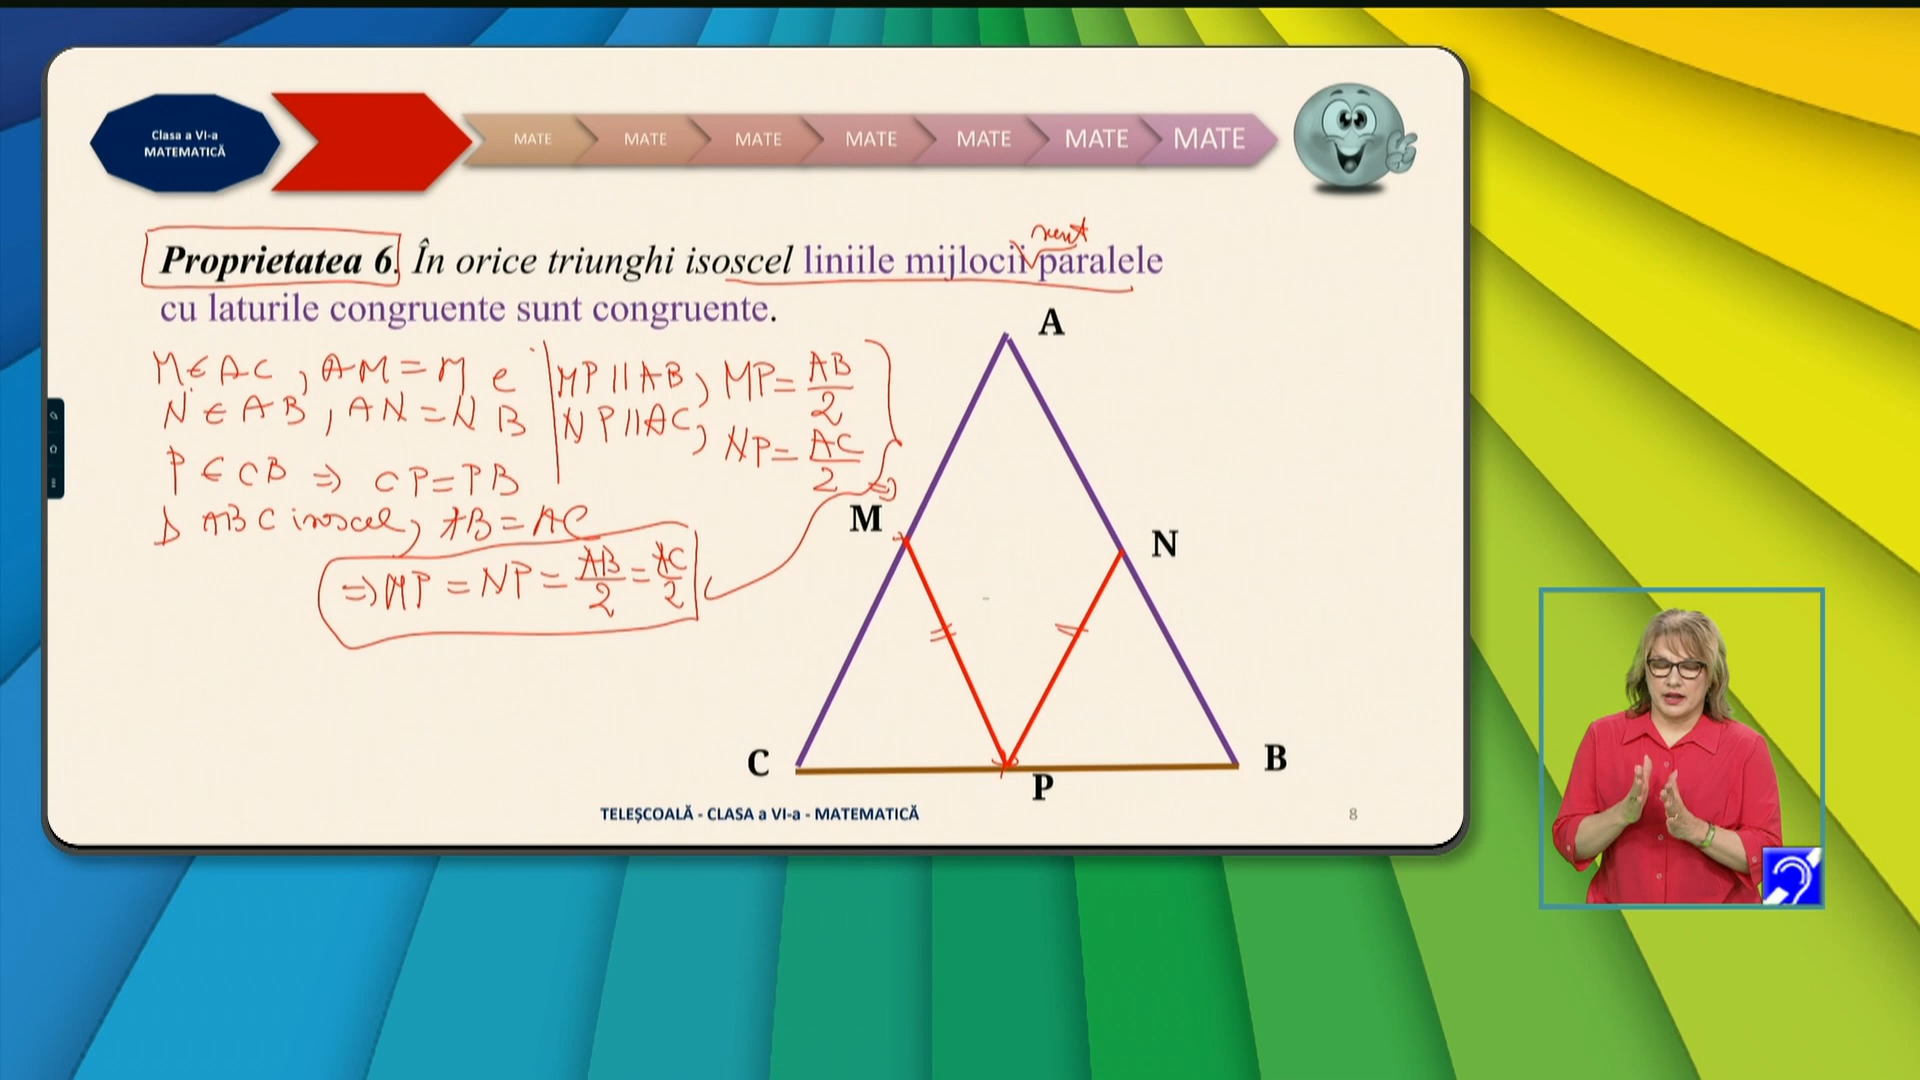 Clasa a VI-a
MATEMATICĂ
MATE MATE MATE MATE MATE MATE MATE
sunt
Proprietatea 6. În orice triunghi isoscel liniile mijlocii paralele
cu laturile congruente sunt congruente.
M ∈ AC, AM = M C
MP || AB, MP = AB/2
N ∈ AB, AN = N B
NP || AC, NP = AC/2
P ∈ CB ⇒ CP = PB
⇒
Δ ABC isoscel, AB = AC
⇒ MP = NP = AB/2 = AC/2
A
M
N
C
B
P
TELEȘCOALĂ - CLASA a VI-a - MATEMATICĂ
8